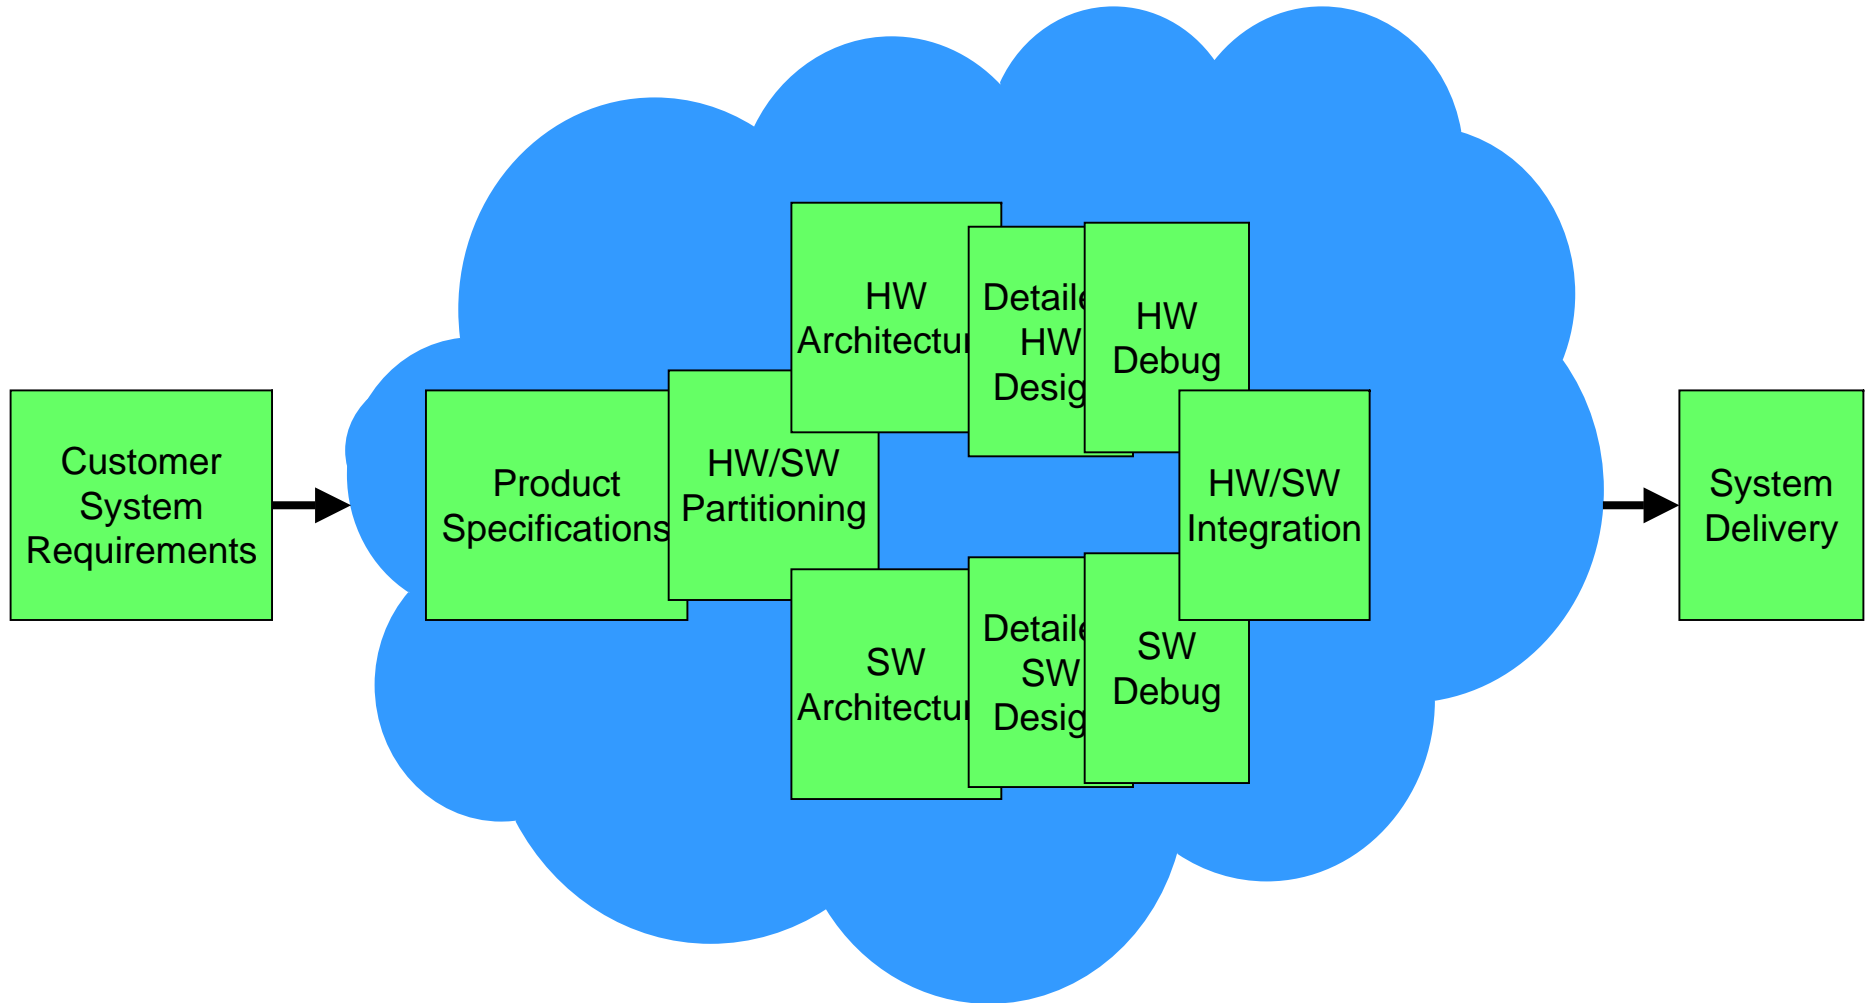 Customer
System
Requirements
Product
Specifications
HW/SW
Partitioning
HW
Architectur
Detaile
HW
Desig
HW
Debug
SW
Architectur
Detaile
SW
Desig
SW
Debug
HW/SW
Integration
System
Delivery